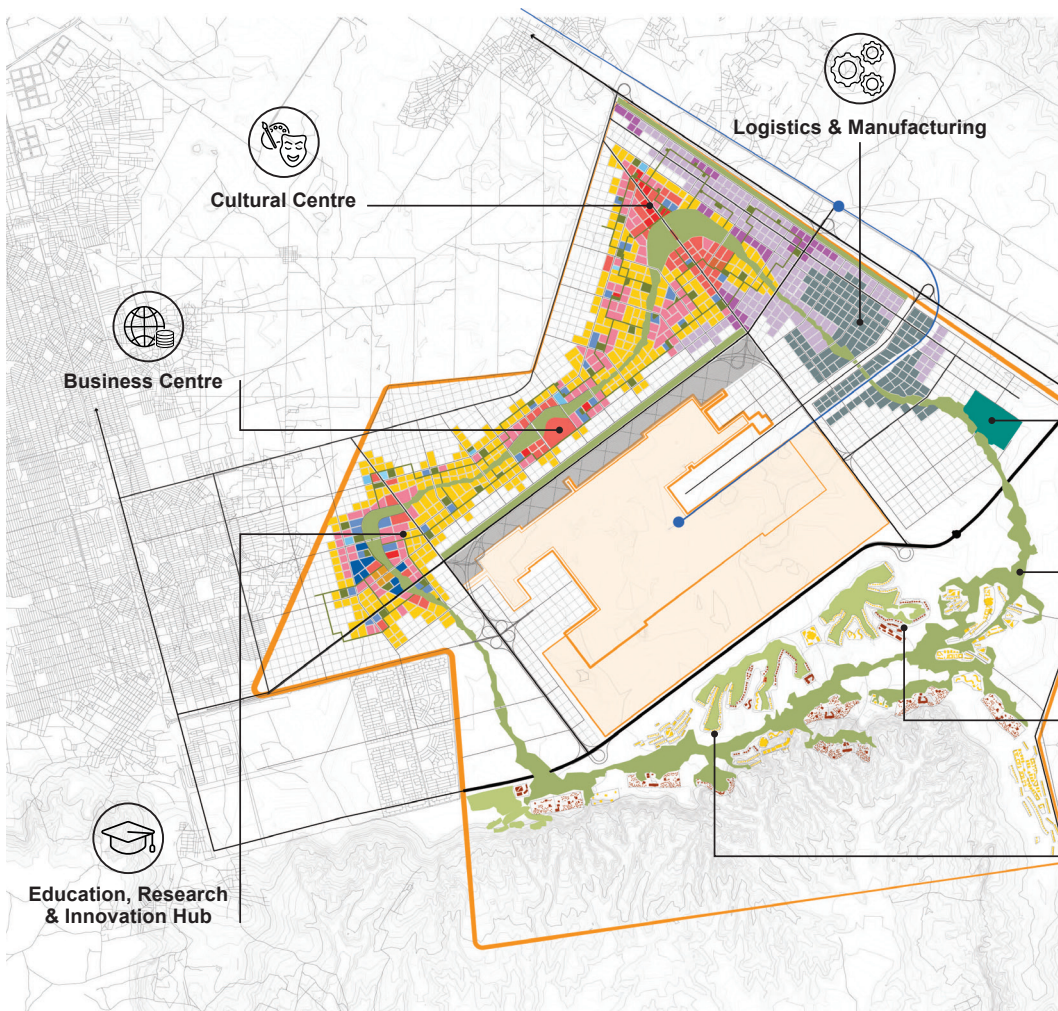 Logistics & Manufacturing
Cultural Centre
Business Centre
Education, Research
& Innovation Hub